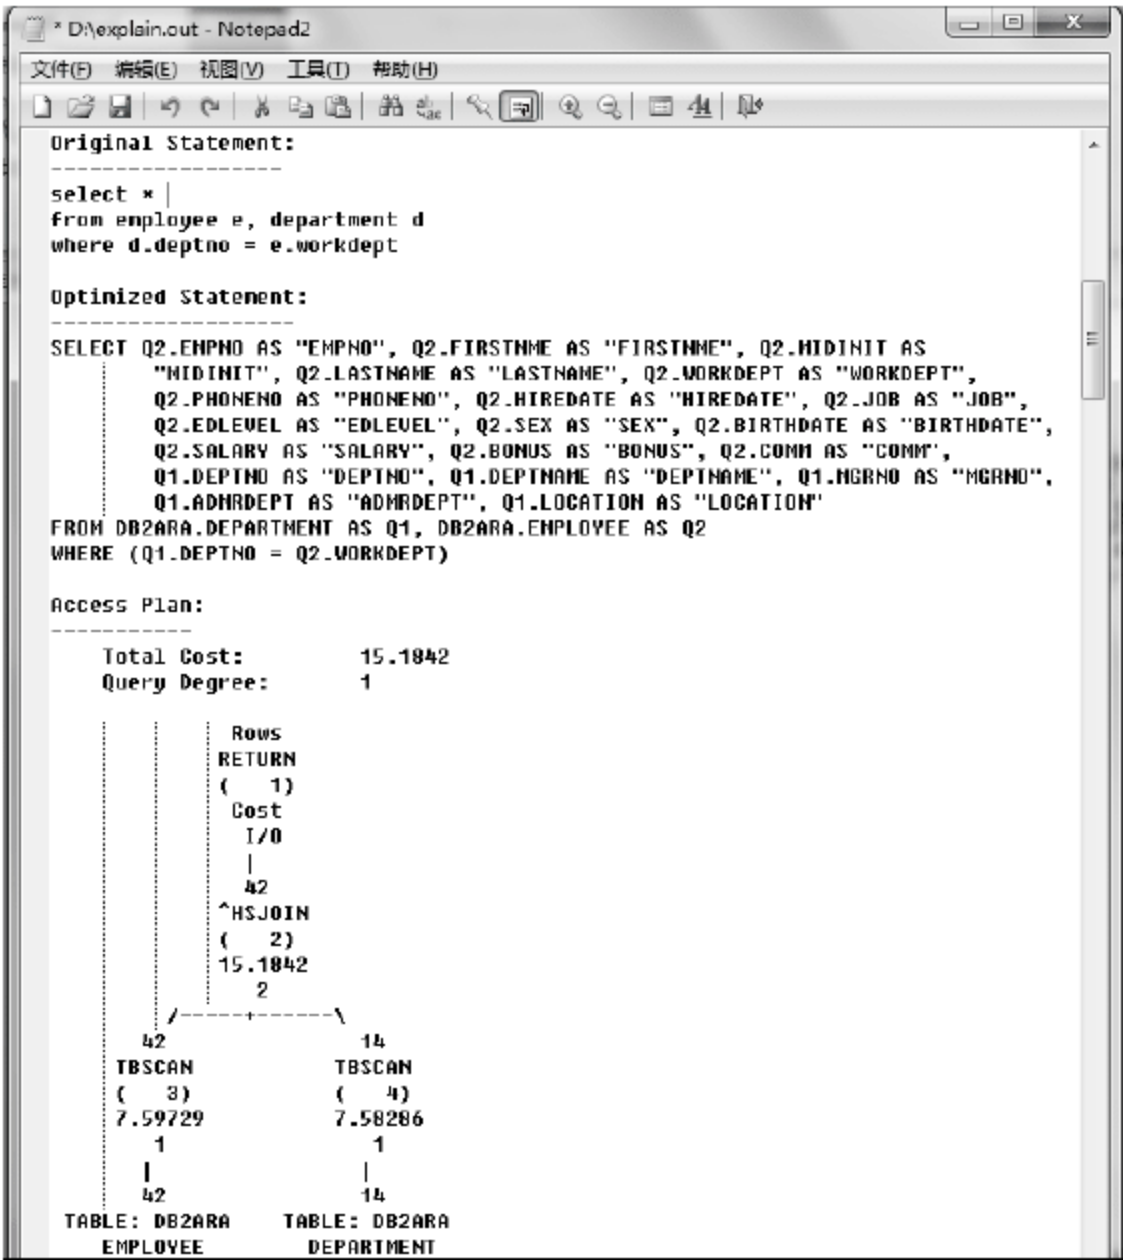 * D:\explain.out - Notepad2
文件(F) 编辑(E) 视图(V) 工具(T) 帮助(H)
Original Statement:
------------------
select *
from employee e, department d
where d.deptno = e.workdept
Optimized Statement:
-------------------
SELECT Q2.EMPNO AS "EMPNO", Q2.FIRSTNME AS "FIRSTNME", Q2.MIDINIT AS
"MIDINIT", Q2.LASTNAME AS "LASTNAME", Q2.WORKDEPT AS "WORKDEPT",
Q2.PHONENO AS "PHONENO", Q2.HIREDATE AS "HIREDATE", Q2.JOB AS "JOB",
Q2.EDLEVEL AS "EDLEVEL", Q2.SEX AS "SEX", Q2.BIRTHDATE AS "BIRTHDATE",
Q2.SALARY AS "SALARY", Q2.BONUS AS "BONUS", Q2.COMM AS "COMM",
Q1.DEPTNO AS "DEPTNO", Q1.DEPTNAME AS "DEPTNAME", Q1.MGRNO AS "MGRNO",
Q1.ADMRDEPT AS "ADMRDEPT", Q1.LOCATION AS "LOCATION"
FROM DB2ARA.DEPARTMENT AS Q1, DB2ARA.EMPLOYEE AS Q2
WHERE (Q1.DEPTNO = Q2.WORKDEPT)
Access Plan:
-----------
Total Cost: 15.1842
Query Degree: 1
Rows
RETURN
( 1)
Cost
I/O
|
42
^HSJOIN
( 2)
15.1842
2
/-----+------\
42 14
TBSCAN TBSCAN
( 3) ( 4)
7.59729 7.58286
1 1
| |
42 14
TABLE: DB2ARA TABLE: DB2ARA
EMPLOYEE DEPARTMENT